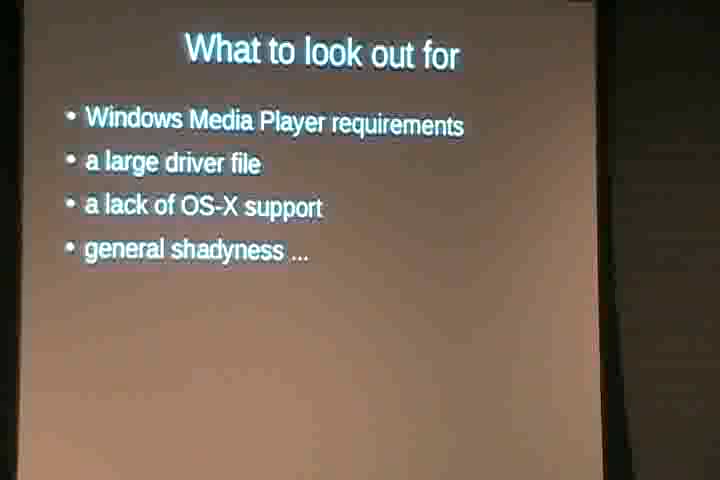 What to look out for
• Windows Media Player requirements
• a large driver file
• a lack of OS-X support
• general shadyness ...